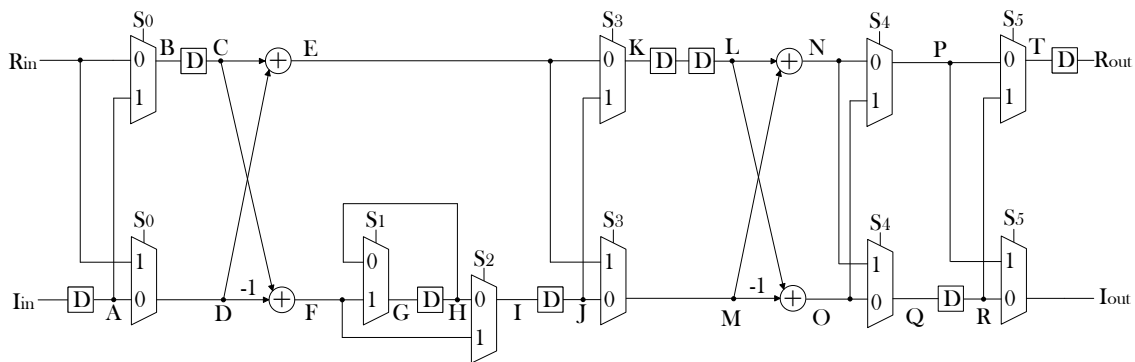 S0 S3 S4 S5
Rin 0 B D C + E 0 K D D L + N 0 P 0 T D Rout
1 1 1 1
S0 S1 S3 S4 S5
S2
1 0 1 1 1
Iin D A 0 D -1 + F 1 G D H 0 I D J 0 M -1 + O 0 Q D R 0 Iout
1